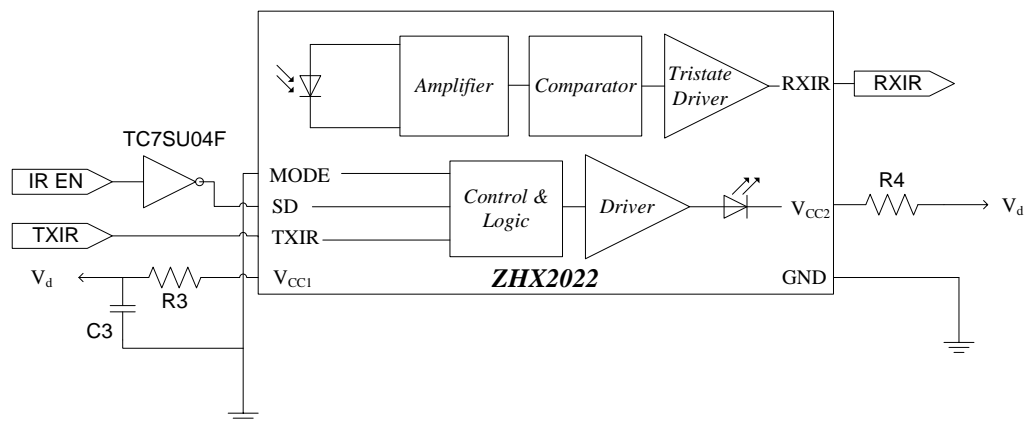 Amplifier
Comparator
Tristate
Driver
RXIR
RXIR
TC7SU04F
IR EN
MODE
SD
TXIR
TXIR
Control &
Logic
Driver
VCC2
R4
Vd
Vd
R3
VCC1
ZHX2022
GND
C3